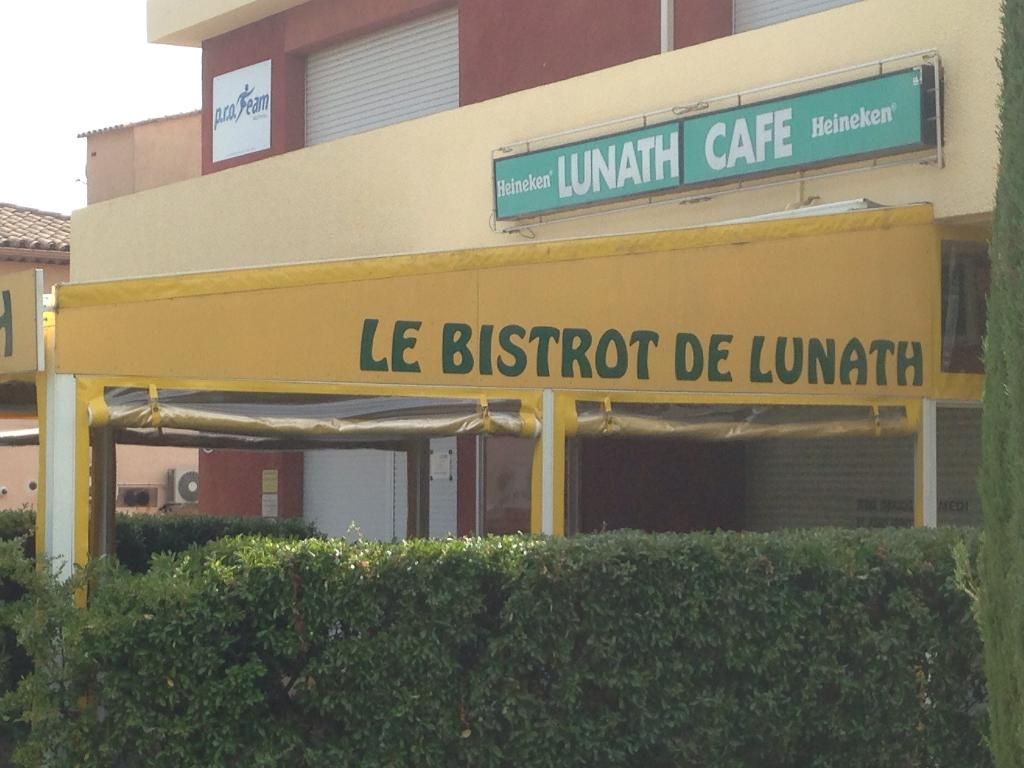 p.r.o.Team
Heineken LUNATH CAFE Heineken
LE BISTROT DE LUNATH
H